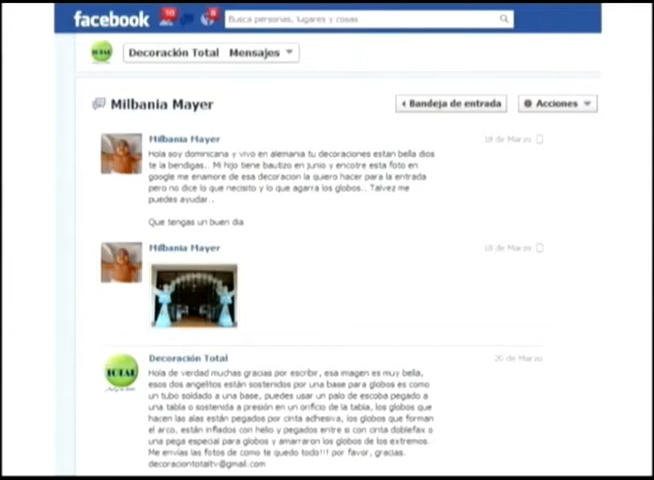 facebook
10
8
Busca personas, lugares y cosas
TOTAL
Decoración Total Mensajes
Milbania Mayer
Bandeja de entrada
Acciones
Milbania Mayer
18 de Marzo
Hola soy dominicana y vivo en alemania tu decoraciones estan bella dios
te la bendigas.. Mi hijo tiene bautizo en junio y encotre esta foto en
google me enamore de esa decoracion la quiero hacer para la entrada
pero no dice lo que necisito y lo que agarra los globos.. Talvez me
puedes ayudar..
Que tengas un buen dia
Milbania Mayer
18 de Marzo
TOTAL
Decoración Total
20 de Marzo
Hola de verdad muchas gracias por escribir, esa imagen es muy bella,
esos dos angelitos están sostenidos por una base para globos es como
un tubo soldado a una base, puedes usar un palo de escoba pegado a
una tabla o sostenida a presión en un orificio de la tabla, los globos que
hacen las alas están pegados por cinta adhesiva, los globos que forman
el arco, están inflados con helio y pegados entre si con cinta doblefax o
una pega especial para globos y amarraron los globos de los extremos.
Me envías las fotos de como te quedo todo!!! por favor, gracias.
decoraciontotaltv@gmail.com